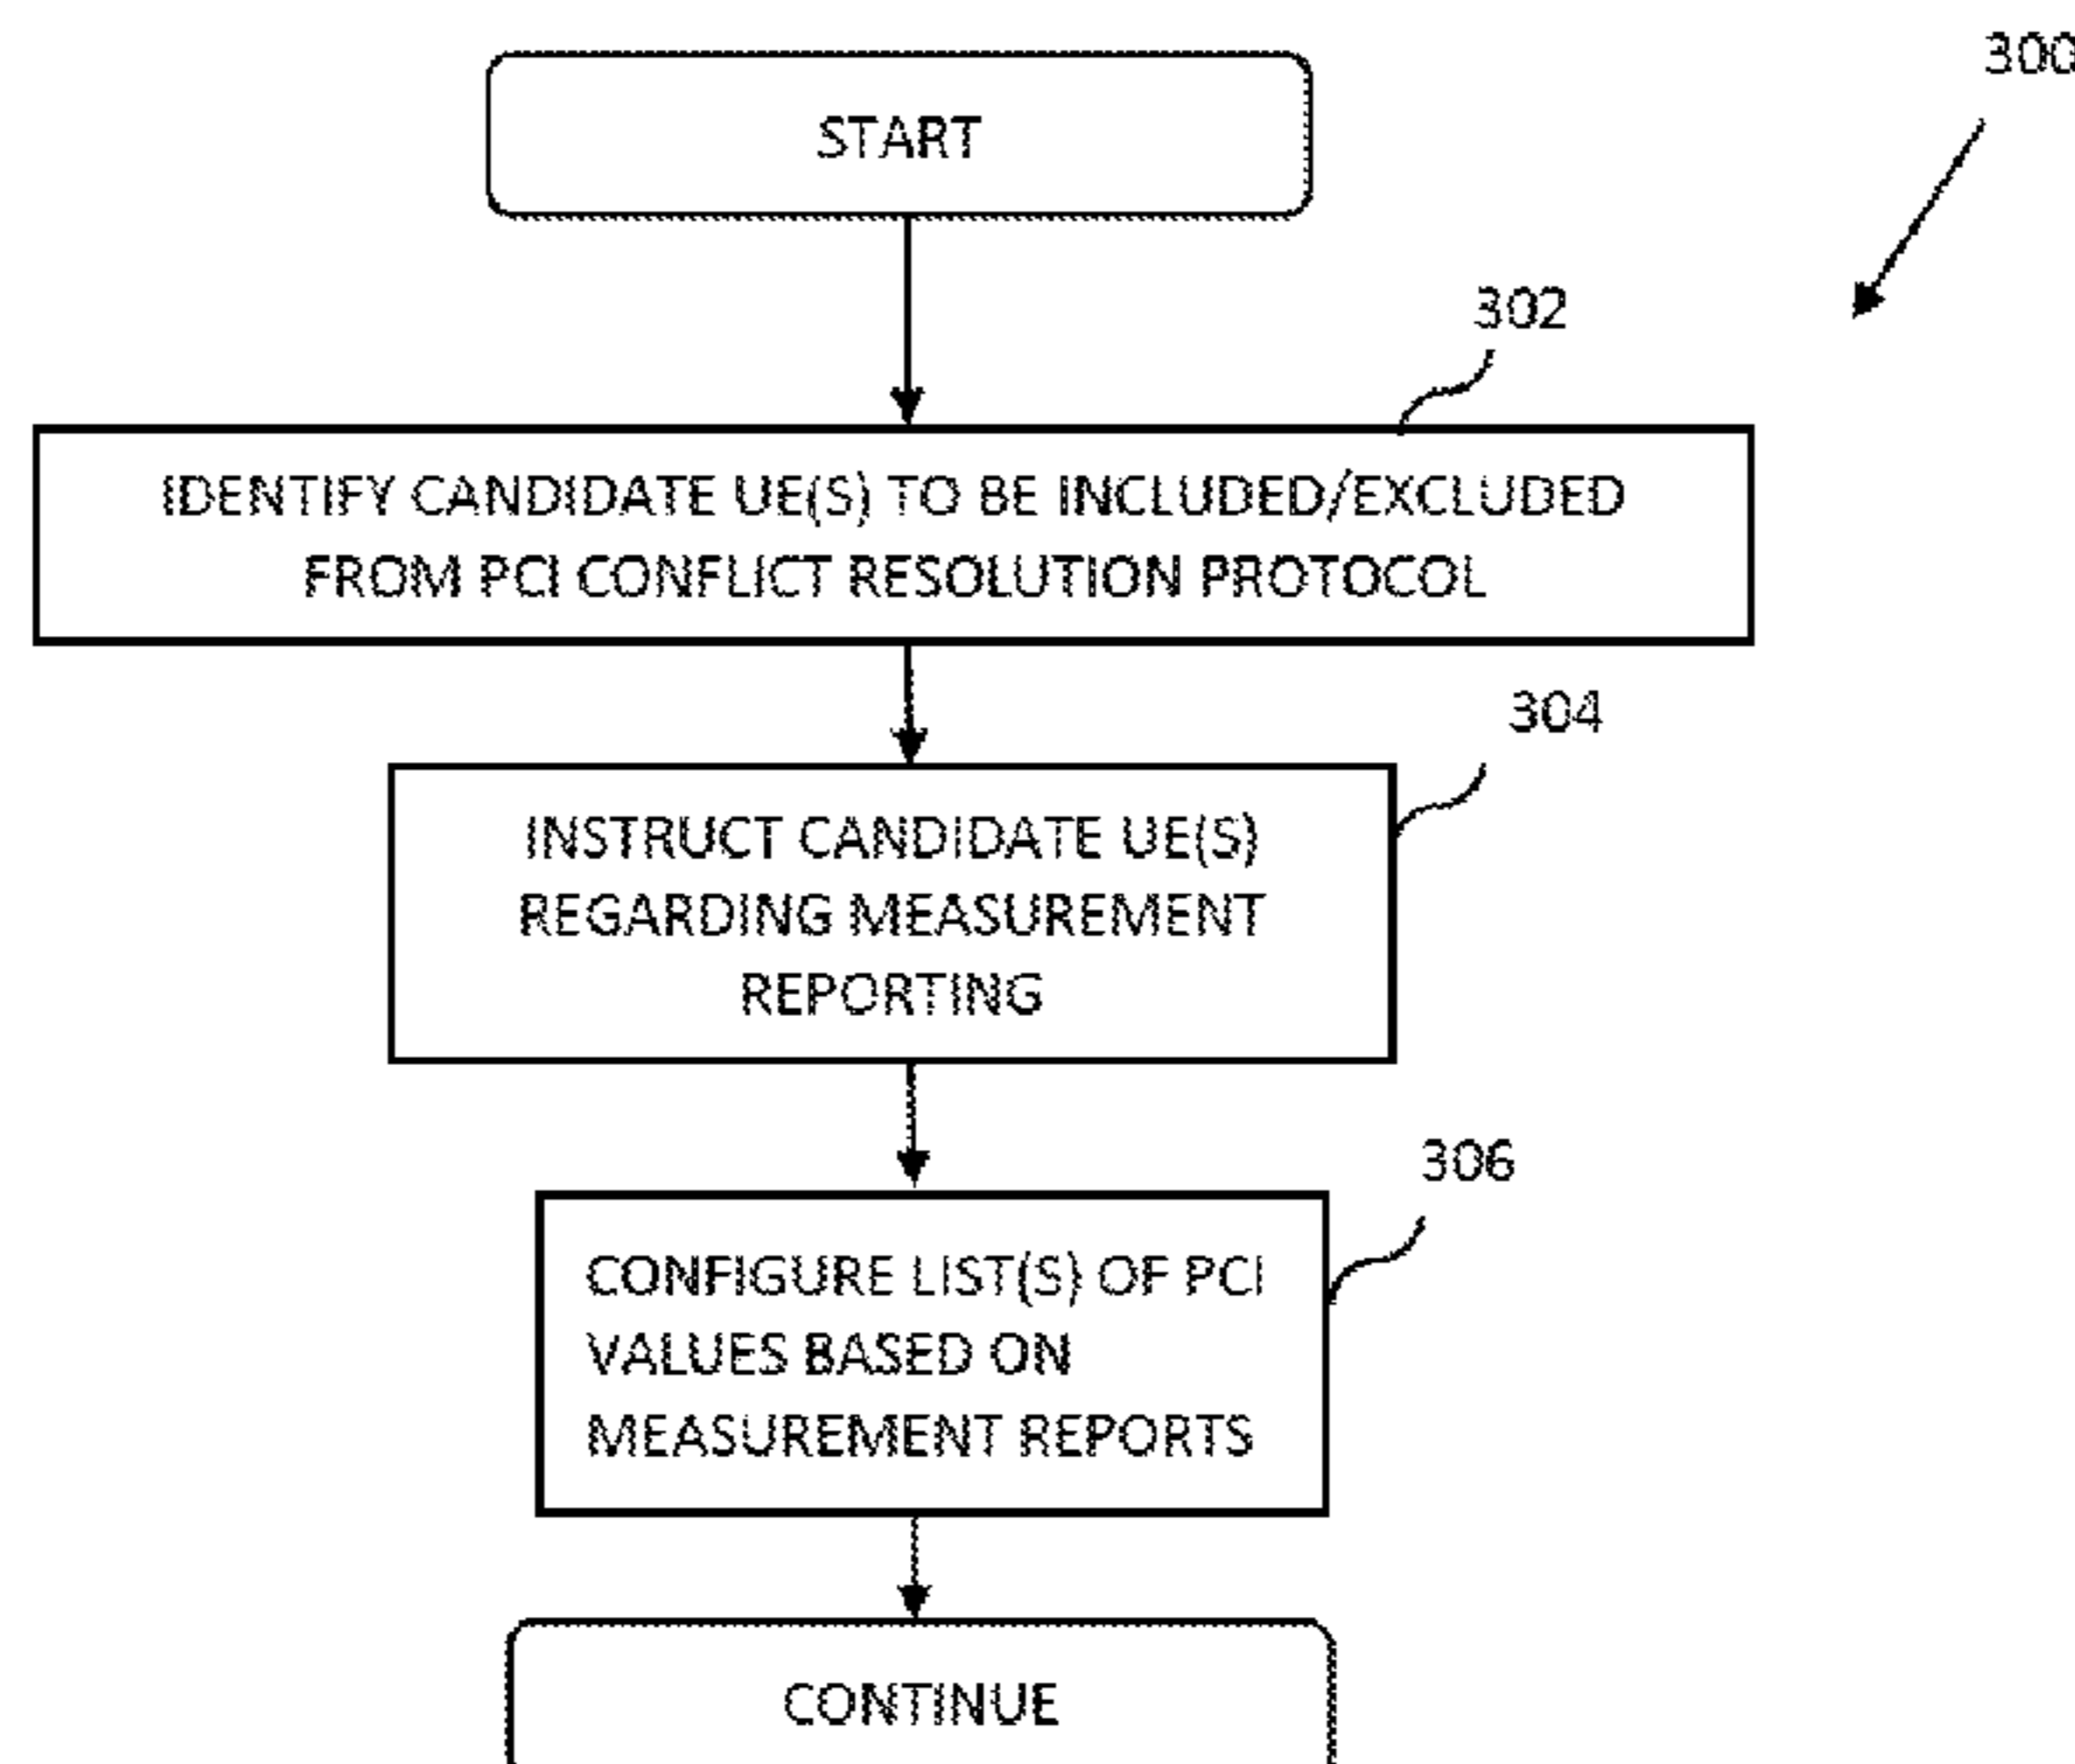 300
START
302
IDENTIFY CANDIDATE UE(S) TO BE INCLUDED/EXCLUDED
FROM PCI CONFLICT RESOLUTION PROTOCOL
304
INSTRUCT CANDIDATE UE(S)
REGARDING MEASUREMENT
REPORTING
306
CONFIGURE LIST(S) OF PCI
VALUES BASED ON
MEASUREMENT REPORTS
CONTINUE